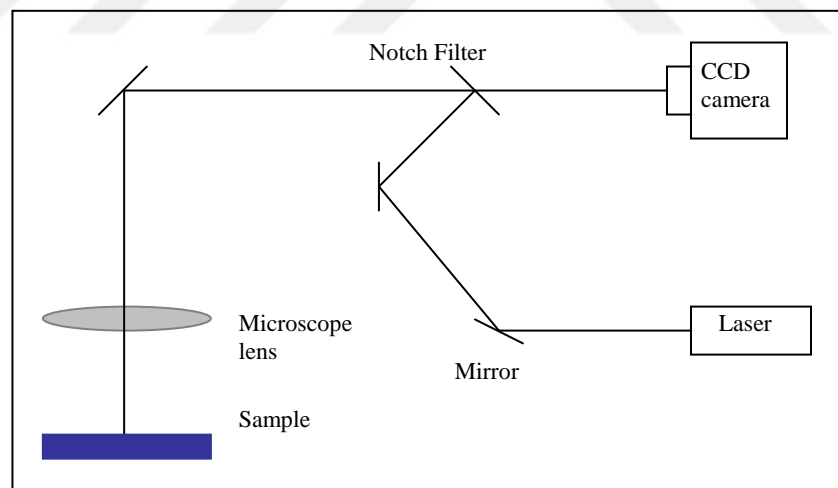 Notch Filter
CCD
camera
Microscope
lens
Laser
Mirror
Sample